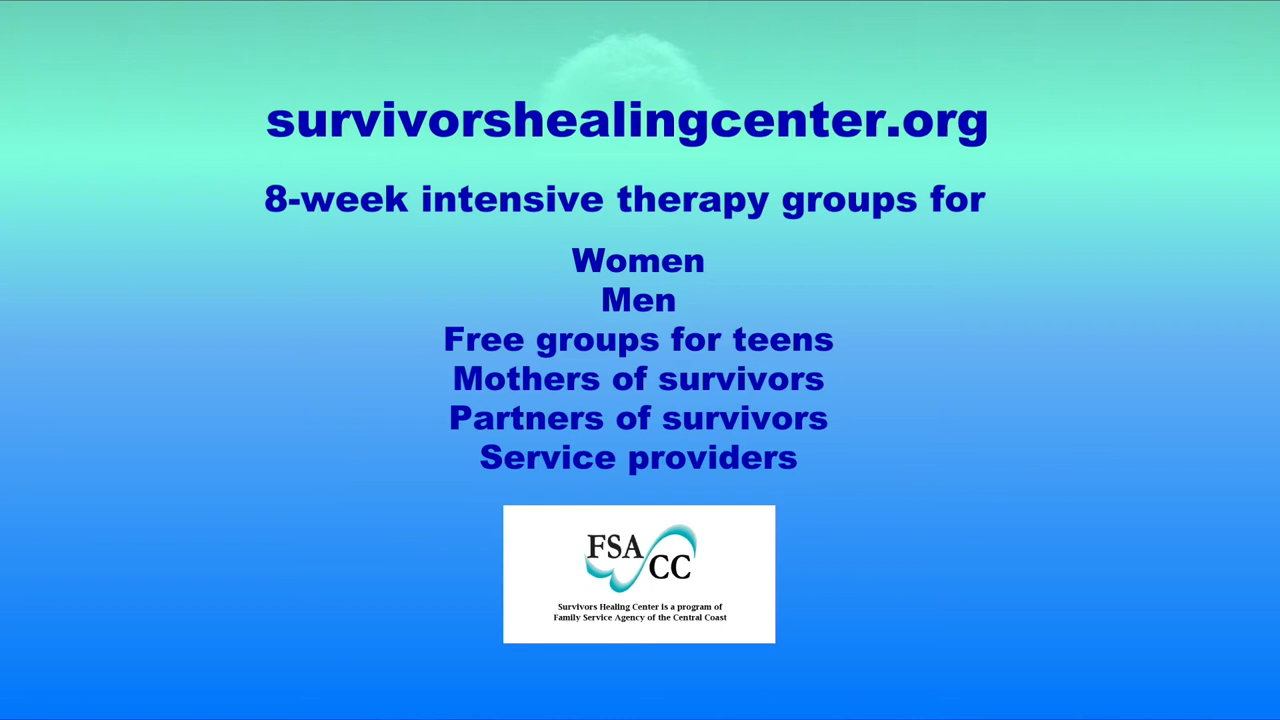 survivorshealingcenter.org
8-week intensive therapy groups for
Women
Men
Free groups for teens
Mothers of survivors
Partners of survivors
Service providers
FSA
CC
Survivors Healing Center is a program of
Family Service Agency of the Central Coast